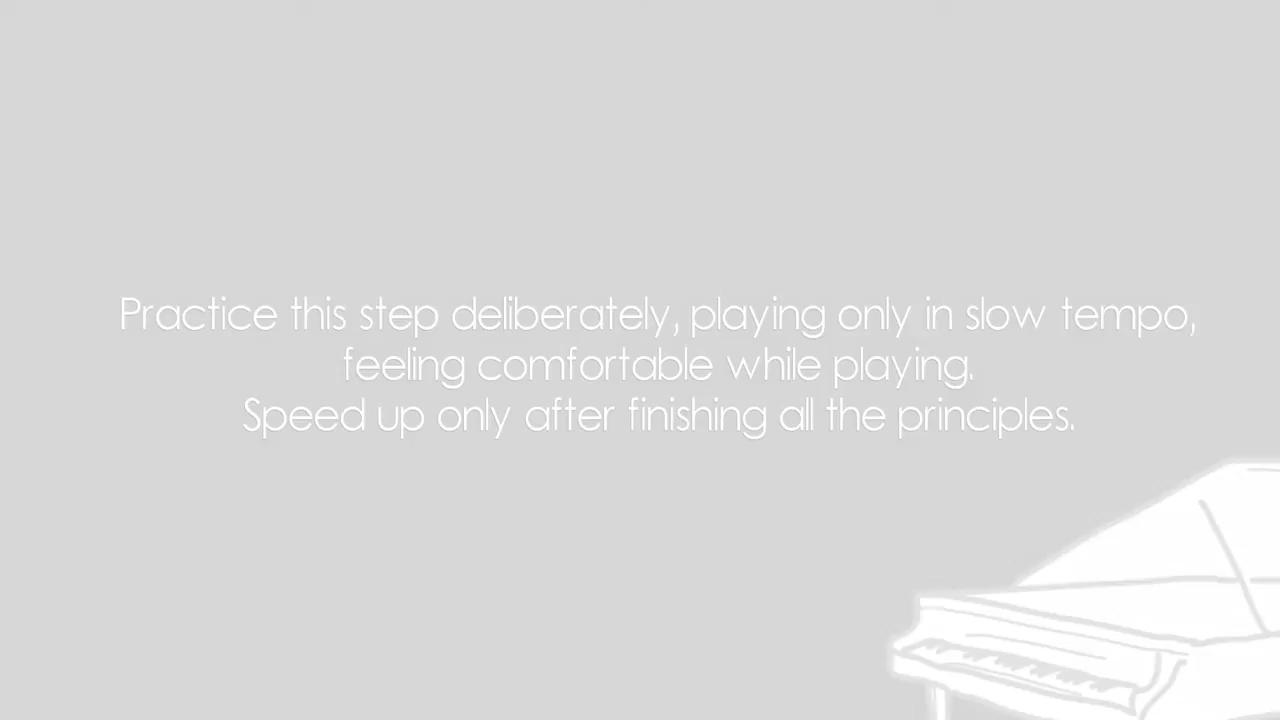 Practice this step deliberately, playing only in slow tempo,
feeling comfortable while playing.
Speed up only after finishing all the principles.